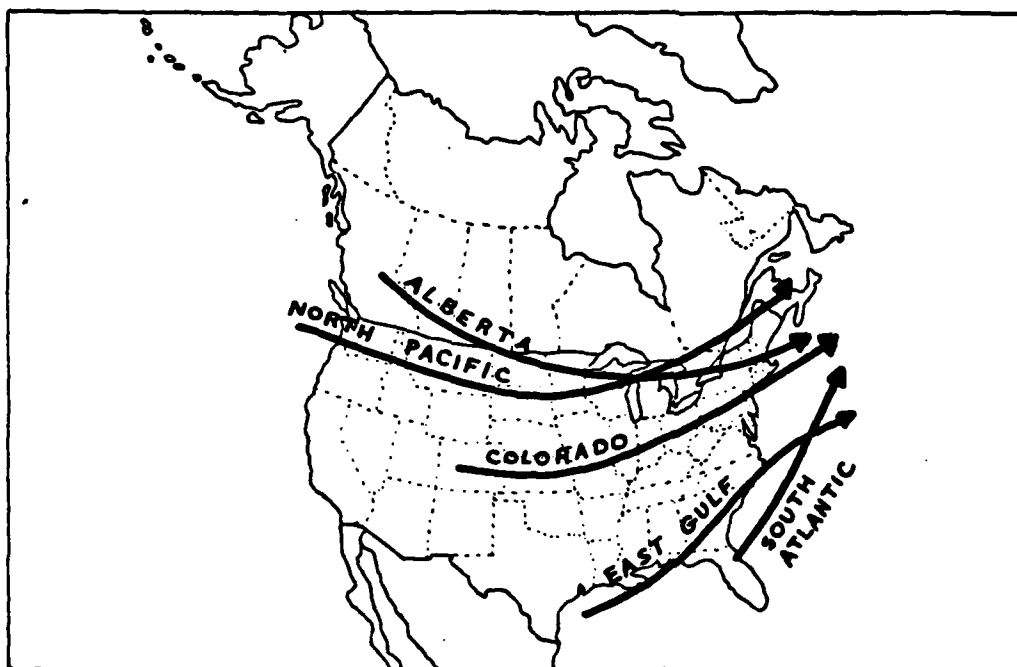 ALBERTA
NORTH PACIFIC
COLORADO
EAST GULF
SOUTH
ATLANTIC